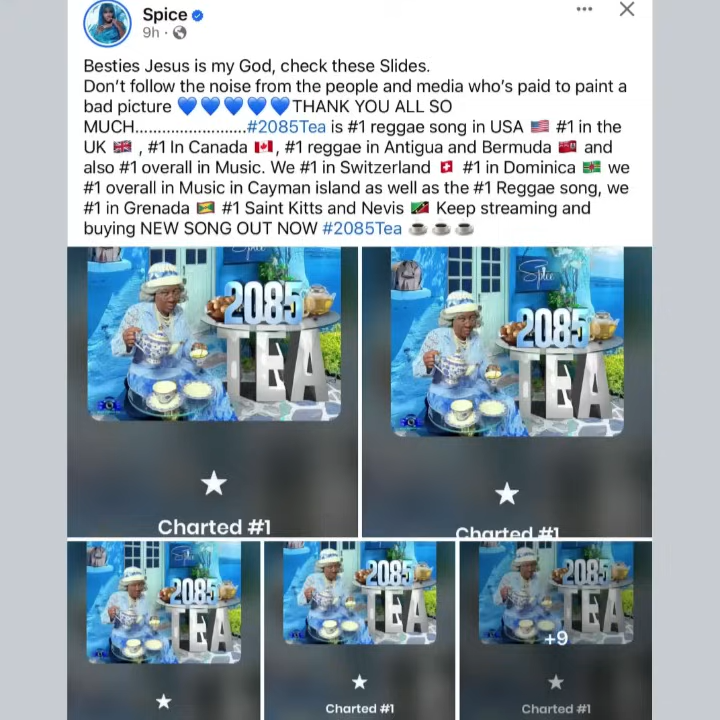 Spice
9h
Besties Jesus is my God, check these Slides.
Don't follow the noise from the people and media who's paid to paint a
bad picture 💙💙💙💙💙THANK YOU ALL SO
MUCH.........................#2085Tea is #1 reggae song in USA 🇺🇸 #1 in the
UK 🇬🇧 , #1 In Canada 🇨🇦, #1 reggae in Antigua and Bermuda 🇧🇲 and
also #1 overall in Music. We #1 in Switzerland 🇨🇭 #1 in Dominica 🇩🇲 we
#1 overall in Music in Cayman island as well as the #1 Reggae song, we
#1 in Grenada 🇬🇩 #1 Saint Kitts and Nevis 🇰🇳 Keep streaming and
buying NEW SONG OUT NOW #2085Tea ☕☕☕
Spice
2085
TEA
Charted #1
Spice
2085
TEA
Charted #1
Spice
2085
TEA
2085
TEA
Charted #1
2085
TEA
+9
Charted #1